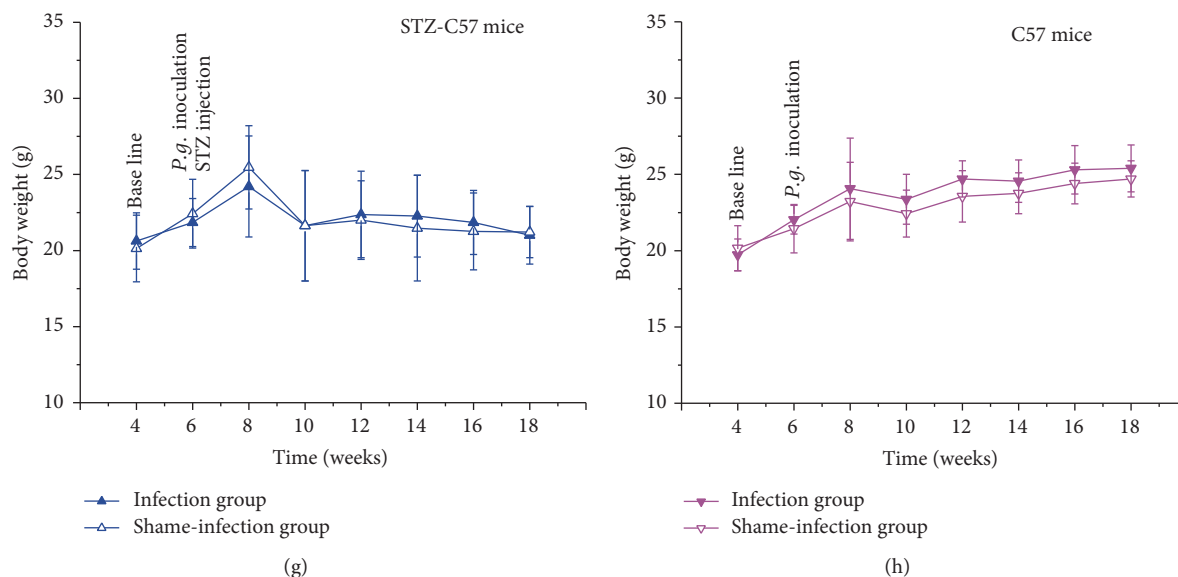 STZ-C57 mice
35
30
25
20
15
10
Body weight (g)
Base line
P.g. inoculation
STZ injection
4
6
8
10
12
14
16
18
Time (weeks)
Infection group
Shame-infection group
(g)
C57 mice
35
30
25
20
15
10
Body weight (g)
Base line
P.g. inoculation
4
6
8
10
12
14
16
18
Time (weeks)
Infection group
Shame-infection group
(h)